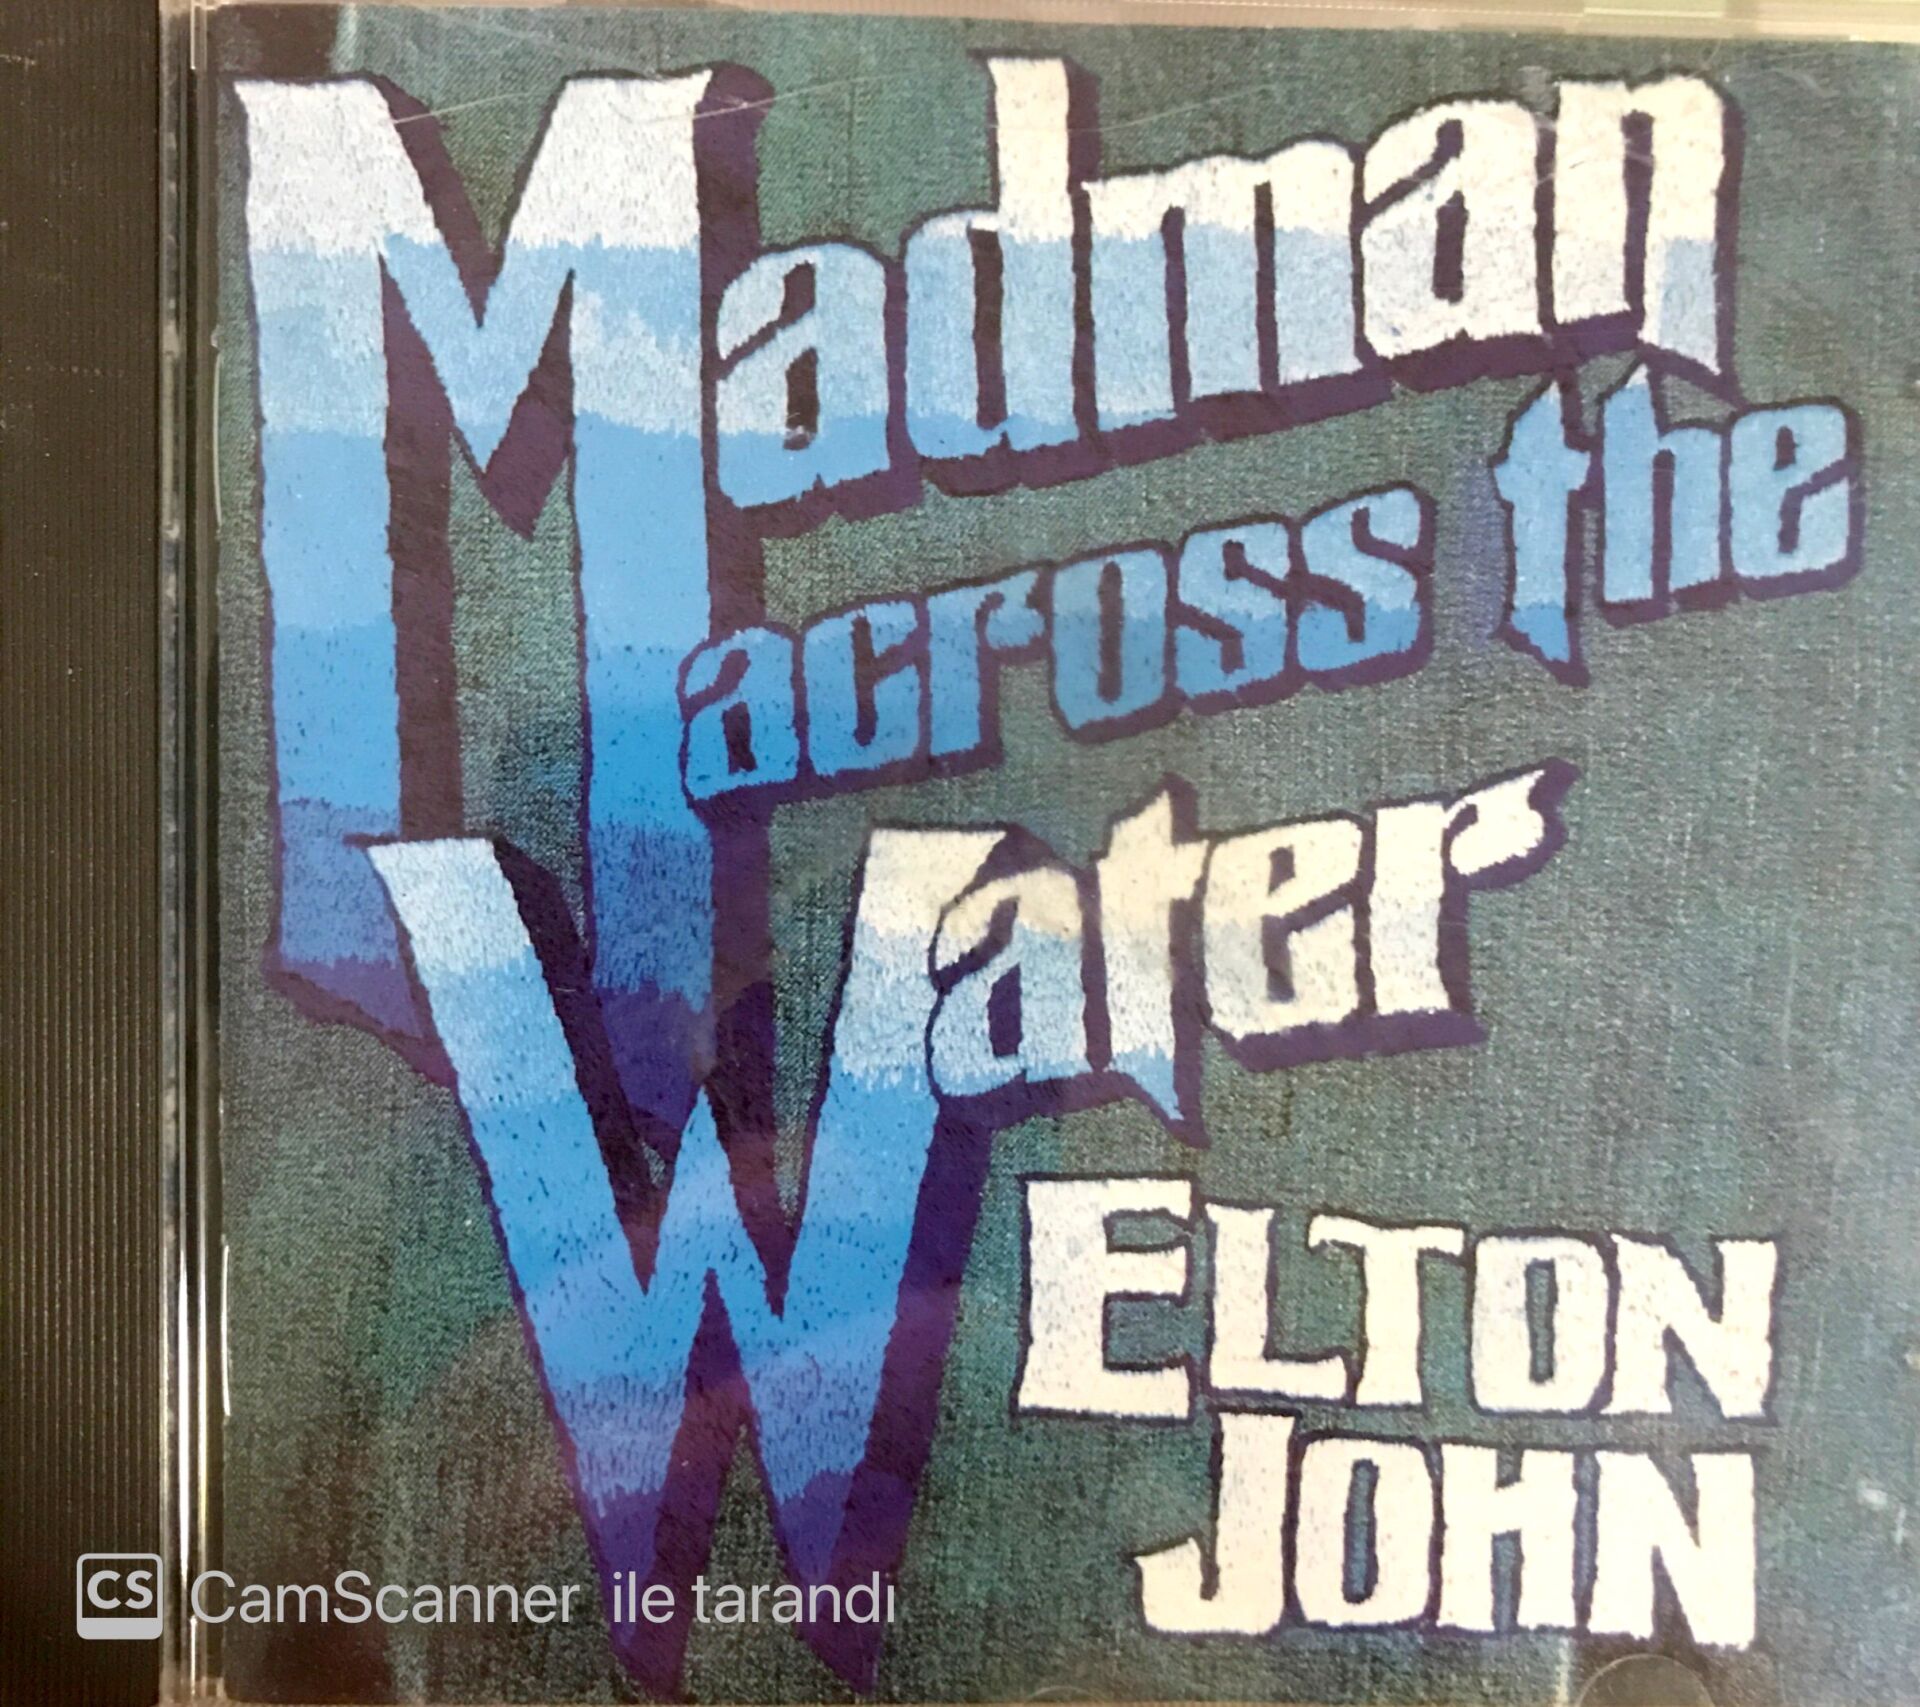 Madman
across the
Water
ELTON
JOHN
CS CamScanner ile tarandı